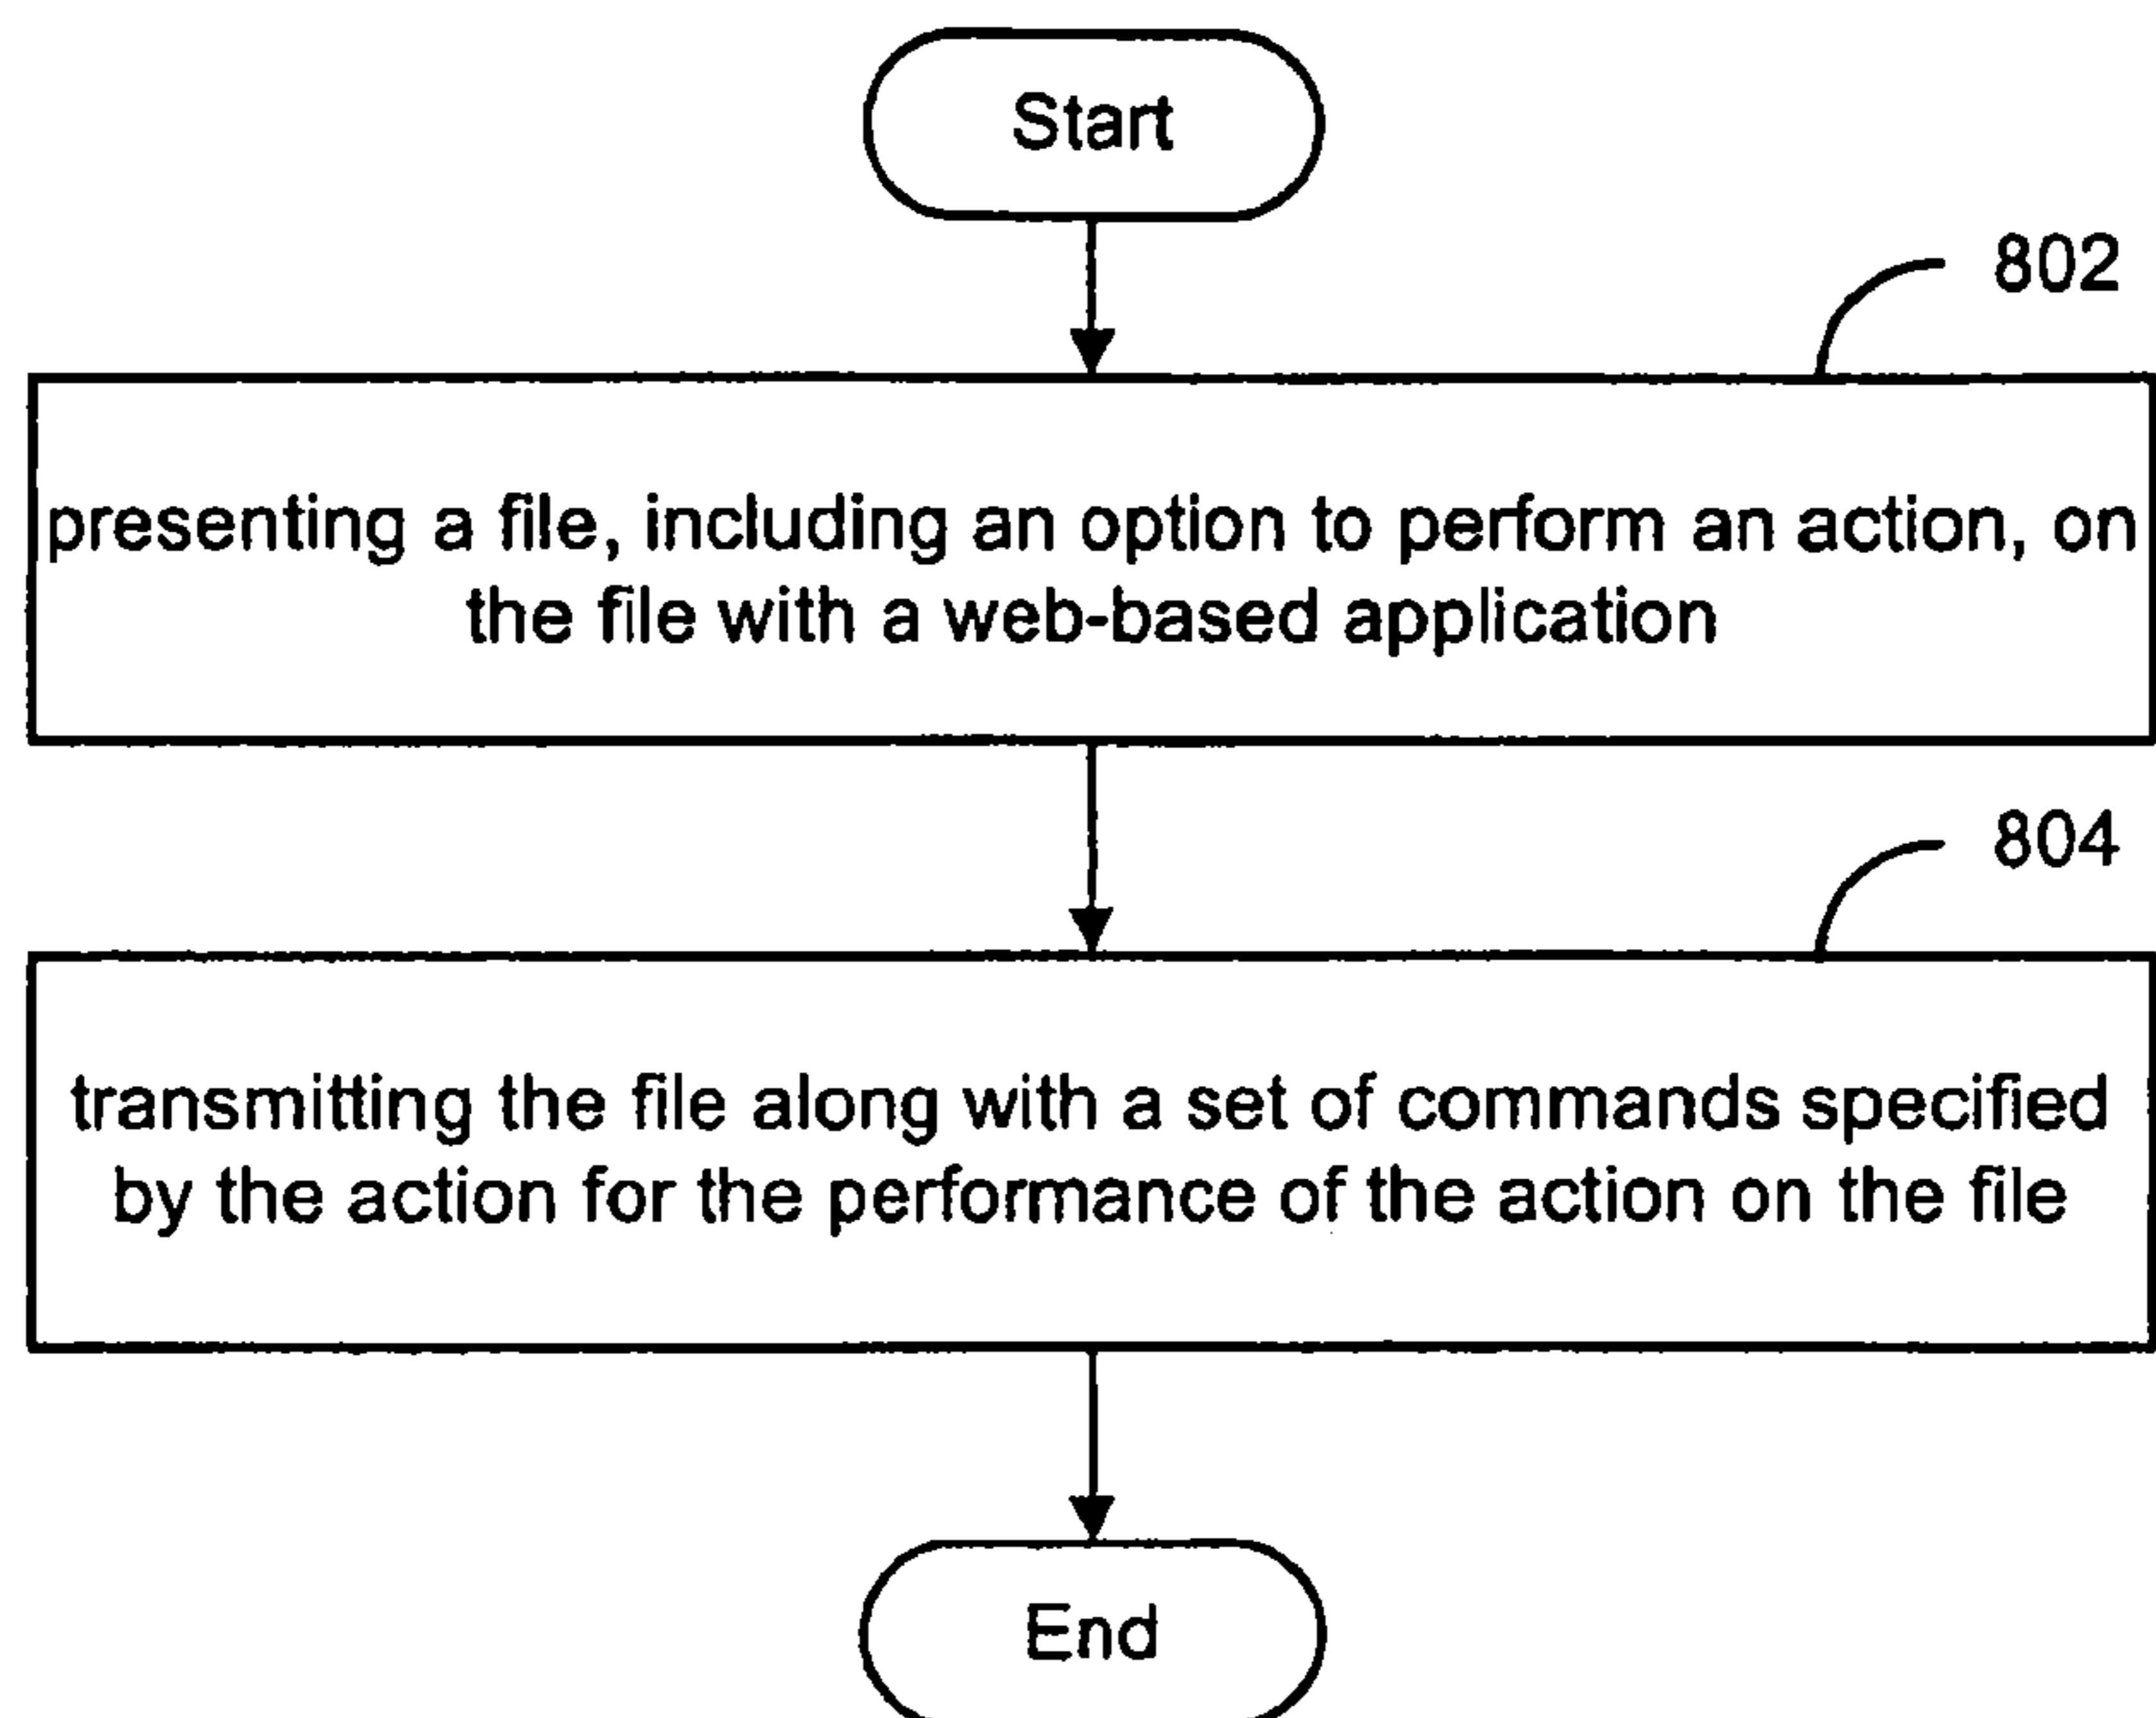 Start
802
presenting a file, including an option to perform an action, on
the file with a web-based application
804
transmitting the file along with a set of commands specified
by the action for the performance of the action on the file
End